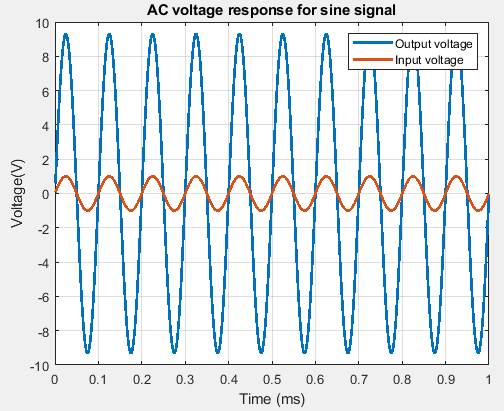 AC voltage response for sine signal
Output voltage
Input voltage
Voltage(V)
10
8
6
4
2
0
-2
-4
-6
-8
-10
0 0.1 0.2 0.3 0.4 0.5 0.6 0.7 0.8 0.9 1
Time (ms)